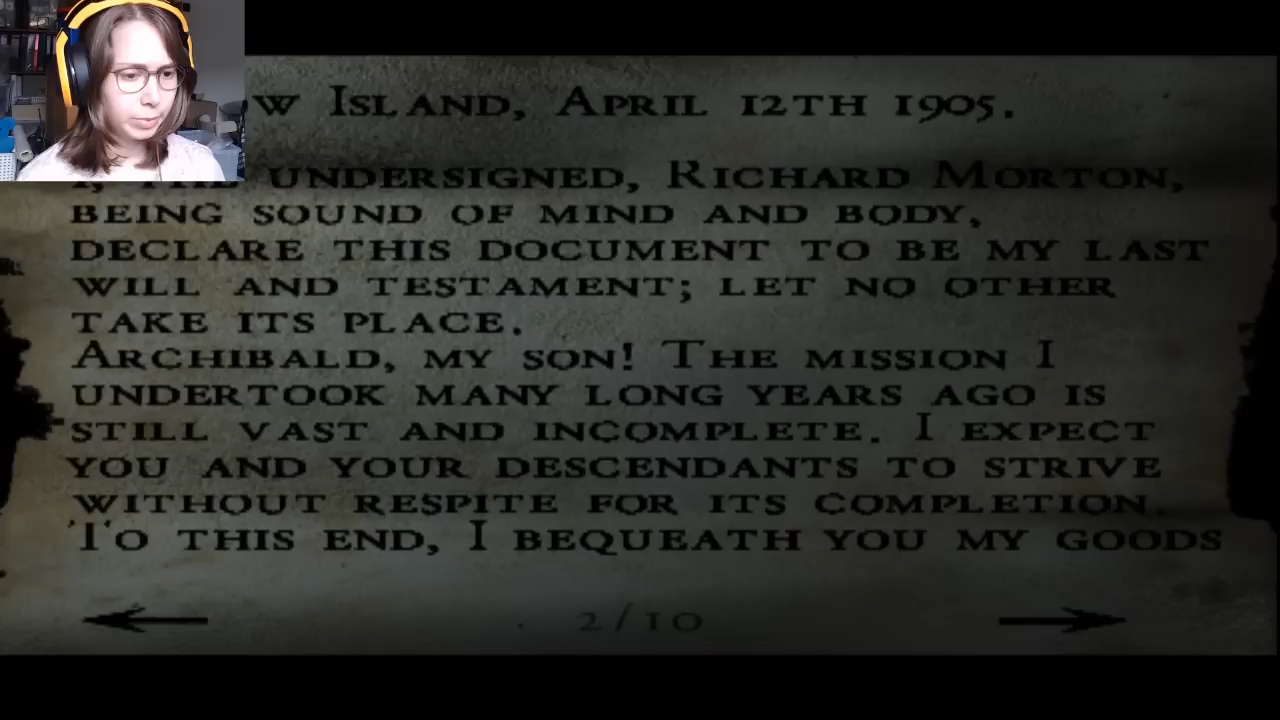 W ISLAND, APRIL 12TH 1905.
I, THE UNDERSIGNED, RICHARD MORTON,
BEING SOUND OF MIND AND BODY,
DECLARE THIS DOCUMENT TO BE MY LAST
WILL AND TESTAMENT; LET NO OTHER
TAKE ITS PLACE.
ARCHIBALD, MY SON! THE MISSION I
UNDERTOOK MANY LONG YEARS AGO IS
STILL VAST AND INCOMPLETE. I EXPECT
YOU AND YOUR DESCENDANTS TO STRIVE
WITHOUT RESPITE FOR ITS COMPLETION.
TO THIS END, I BEQUEATH YOU MY GOODS
2/10